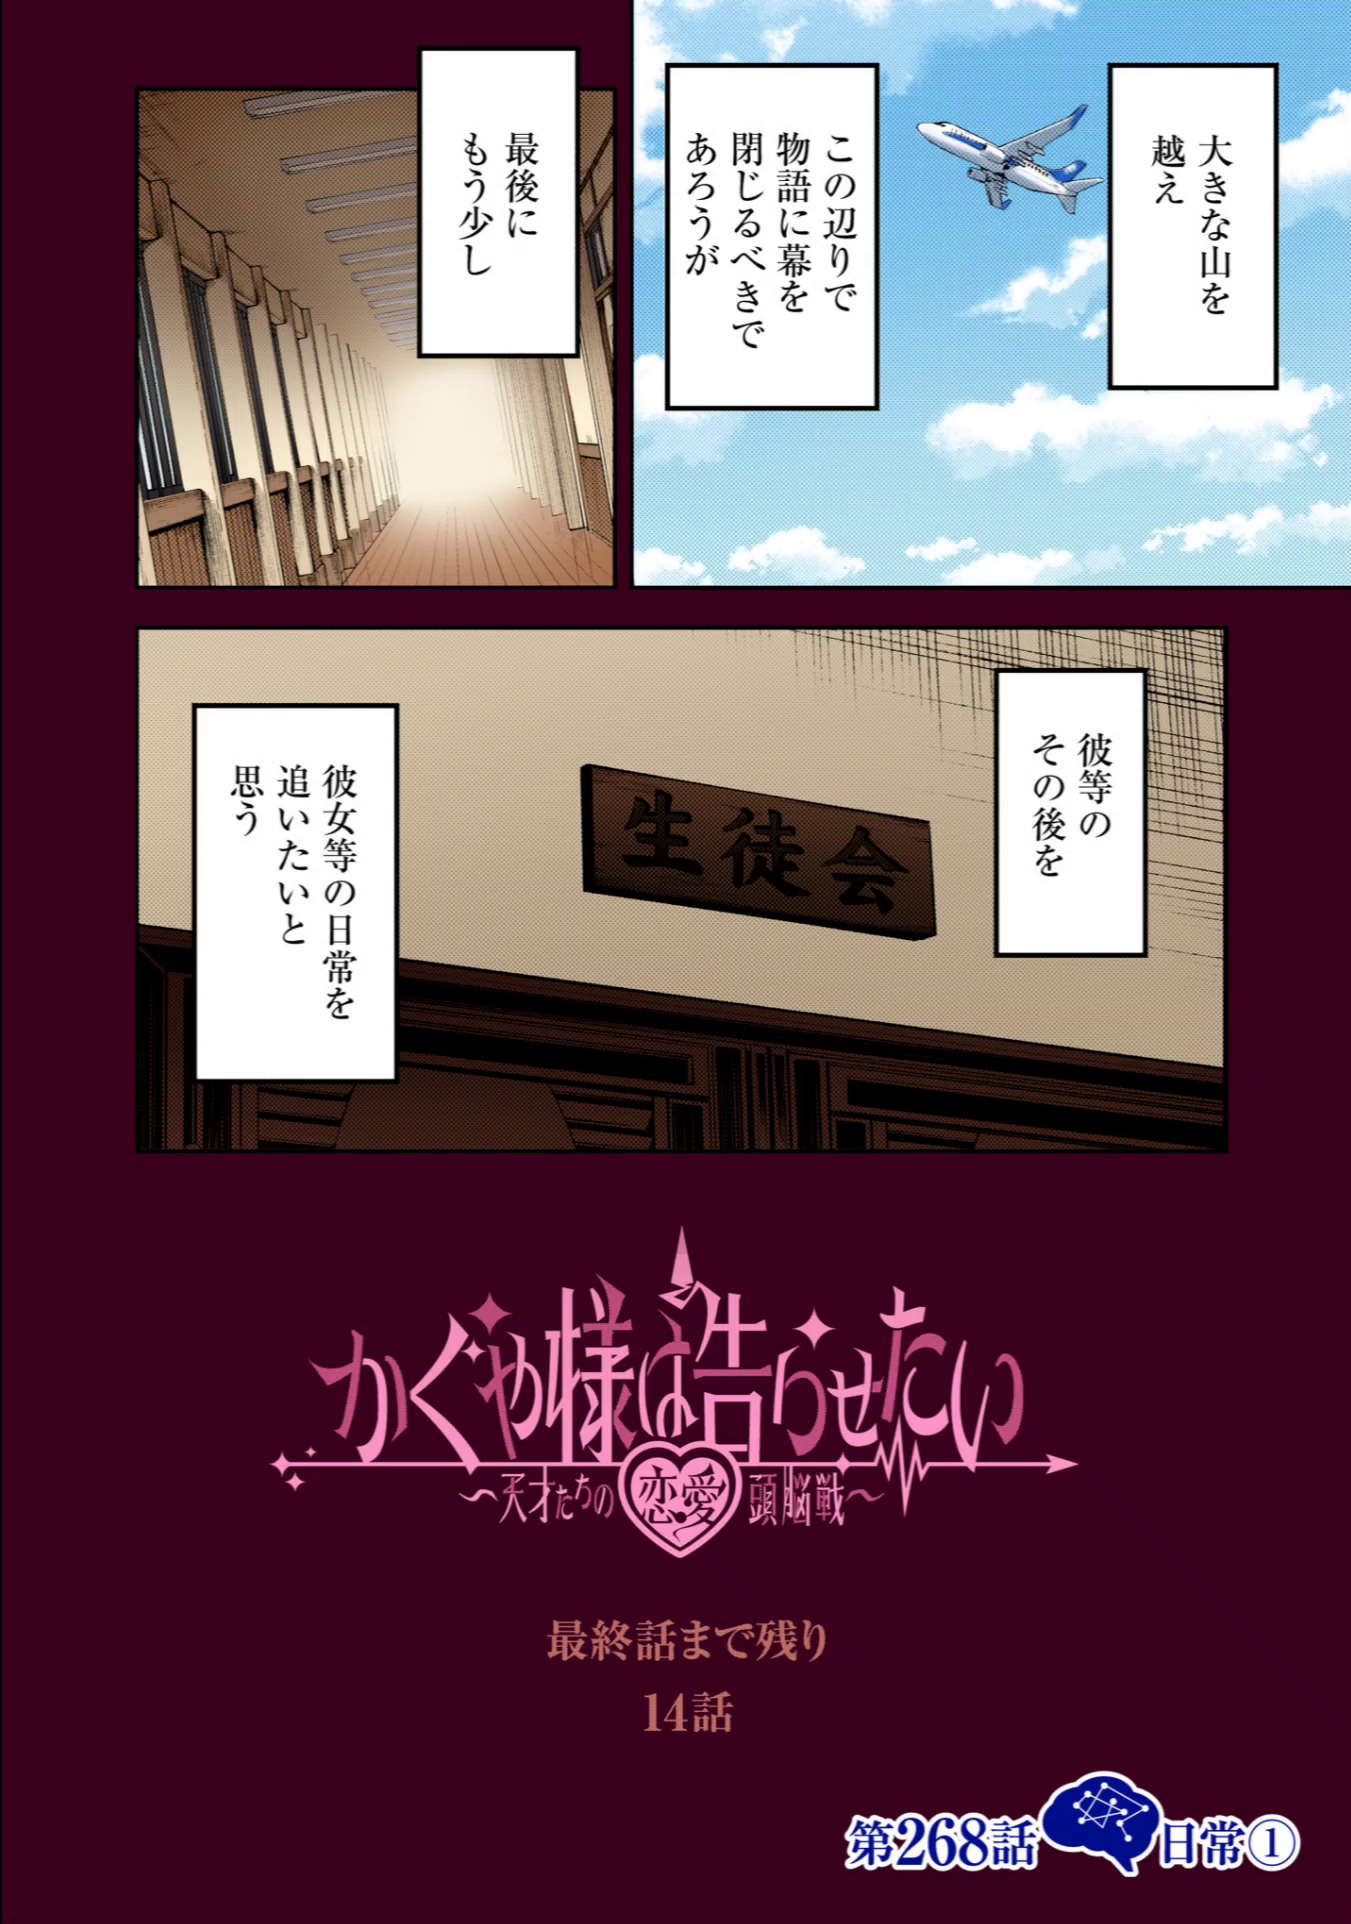 大きな山を
越え
この辺りで
物語に幕を
閉じるべきで
あろうが
最後に
もう少し
彼等の
その後を
生徒会
彼女等の日常を
追いたいと
思う
かぐや様は告らせたい
～天才たちの恋愛頭脳戦～
最終話まで残り
14話
第268話 日常①